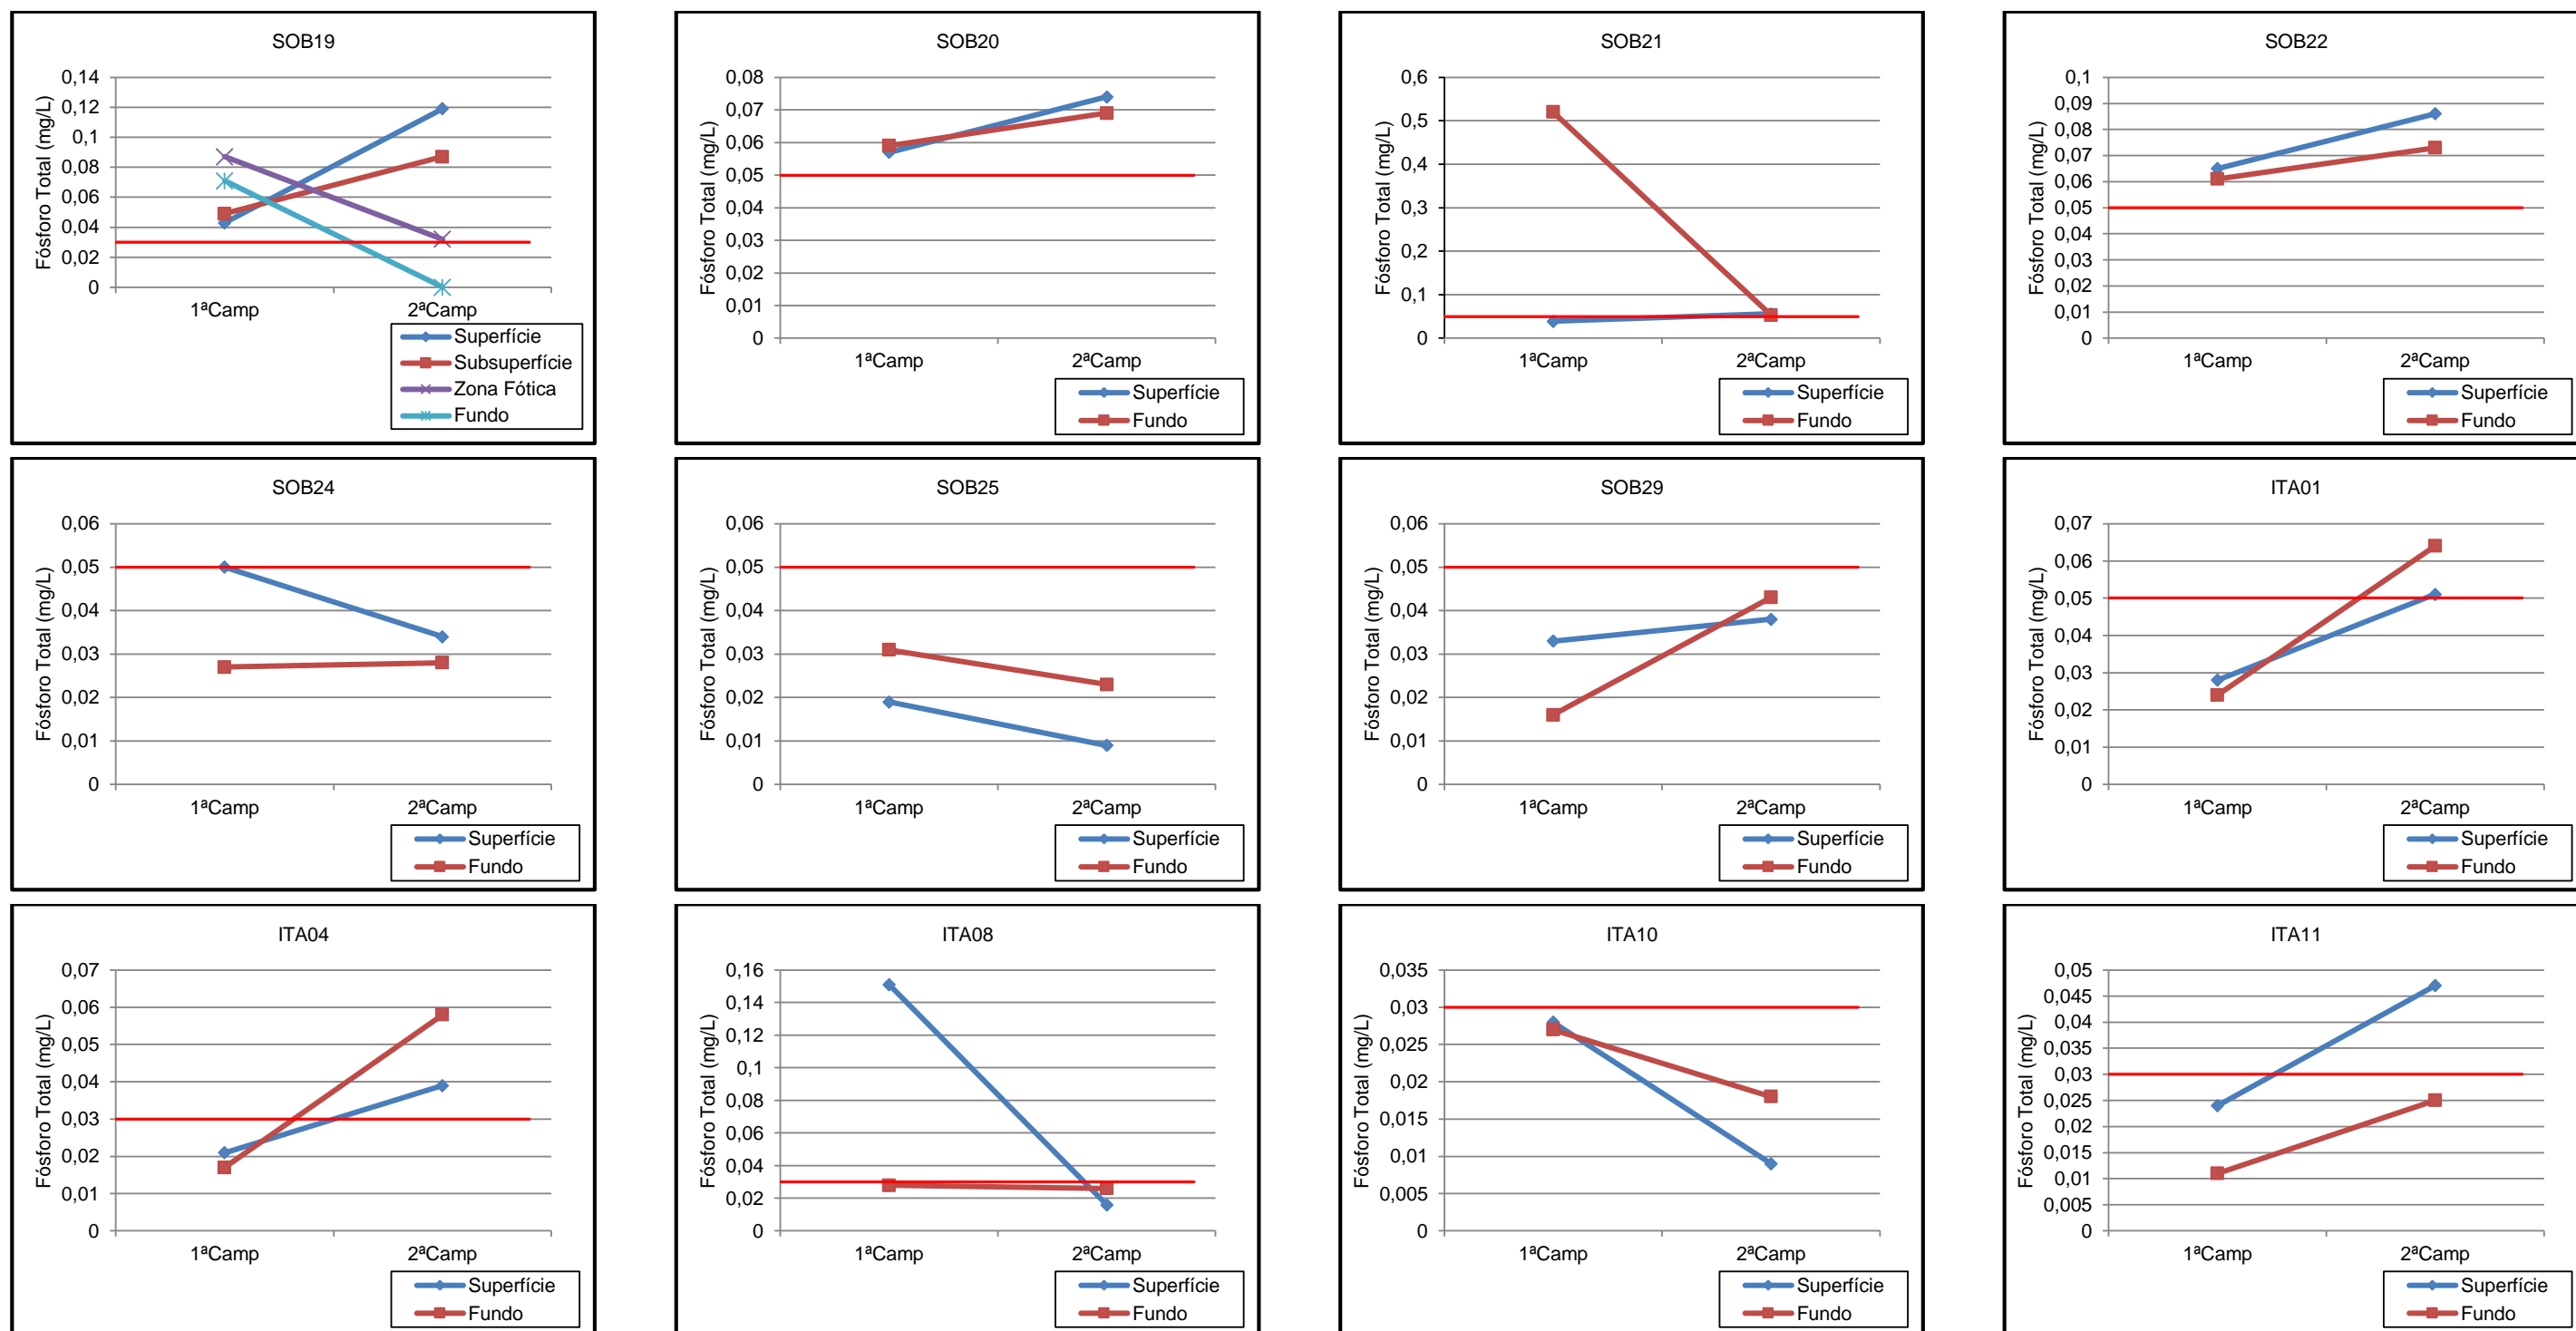 SOB19
0,14
0,12
0,1
0,08
0,06
0,04
0,02
0
Fósforo Total (mg/L)
1ªCamp 2ªCamp
Superfície
Subsuperfície
Zona Fótica
Fundo
SOB20
0,08
0,07
0,06
0,05
0,04
0,03
0,02
0,01
0
Fósforo Total (mg/L)
1ªCamp 2ªCamp
Superfície
Fundo
SOB21
0,6
0,5
0,4
0,3
0,2
0,1
0
Fósforo Total (mg/L)
1ªCamp 2ªCamp
Superfície
Fundo
SOB22
0,1
0,09
0,08
0,07
0,06
0,05
0,04
0,03
0,02
0,01
0
Fósforo Total (mg/L)
1ªCamp 2ªCamp
Superfície
Fundo
SOB24
0,06
0,05
0,04
0,03
0,02
0,01
0
Fósforo Total (mg/L)
1ªCamp 2ªCamp
Superfície
Fundo
SOB25
0,06
0,05
0,04
0,03
0,02
0,01
0
Fósforo Total (mg/L)
1ªCamp 2ªCamp
Superfície
Fundo
SOB29
0,06
0,05
0,04
0,03
0,02
0,01
0
Fósforo Total (mg/L)
1ªCamp 2ªCamp
Superfície
Fundo
ITA01
0,07
0,06
0,05
0,04
0,03
0,02
0,01
0
Fósforo Total (mg/L)
1ªCamp 2ªCamp
Superfície
Fundo
ITA04
0,07
0,06
0,05
0,04
0,03
0,02
0,01
0
Fósforo Total (mg/L)
1ªCamp 2ªCamp
Superfície
Fundo
ITA08
0,16
0,14
0,12
0,1
0,08
0,06
0,04
0,02
0
Fósforo Total (mg/L)
1ªCamp 2ªCamp
Superfície
Fundo
ITA10
0,035
0,03
0,025
0,02
0,015
0,01
0,005
0
Fósforo Total (mg/L)
1ªCamp 2ªCamp
Superfície
Fundo
ITA11
0,05
0,045
0,04
0,035
0,03
0,025
0,02
0,015
0,01
0,005
0
Fósforo Total (mg/L)
1ªCamp 2ªCamp
Superfície
Fundo